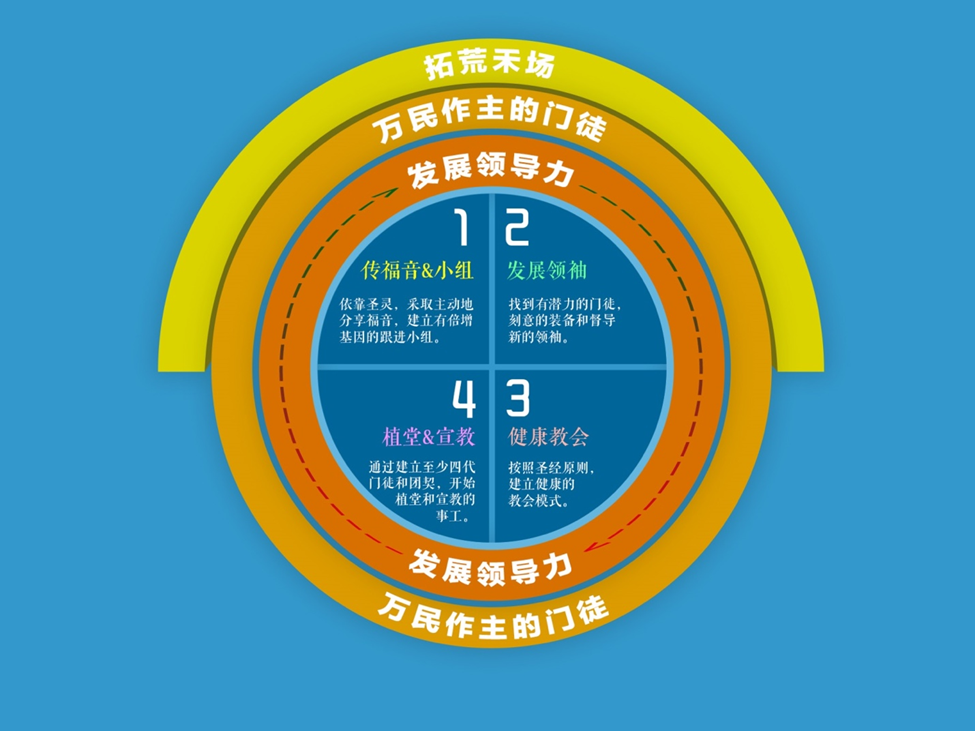 拓荒禾场
万民作主的门徒
发展领导力
1
传福音&小组
依靠圣灵，采取主动地
分享福音，建立有倍增
基因的跟进小组。
2
发展领袖
找到有潜力的门徒，
刻意的装备和督导
新的领袖。
4
植堂&宣教
通过建立至少四代
门徒和团契，开始
植堂和宣教的
事工。
3
健康教会
按照圣经原则，
建立健康的
教会模式。
发展领导力
万民作主的门徒